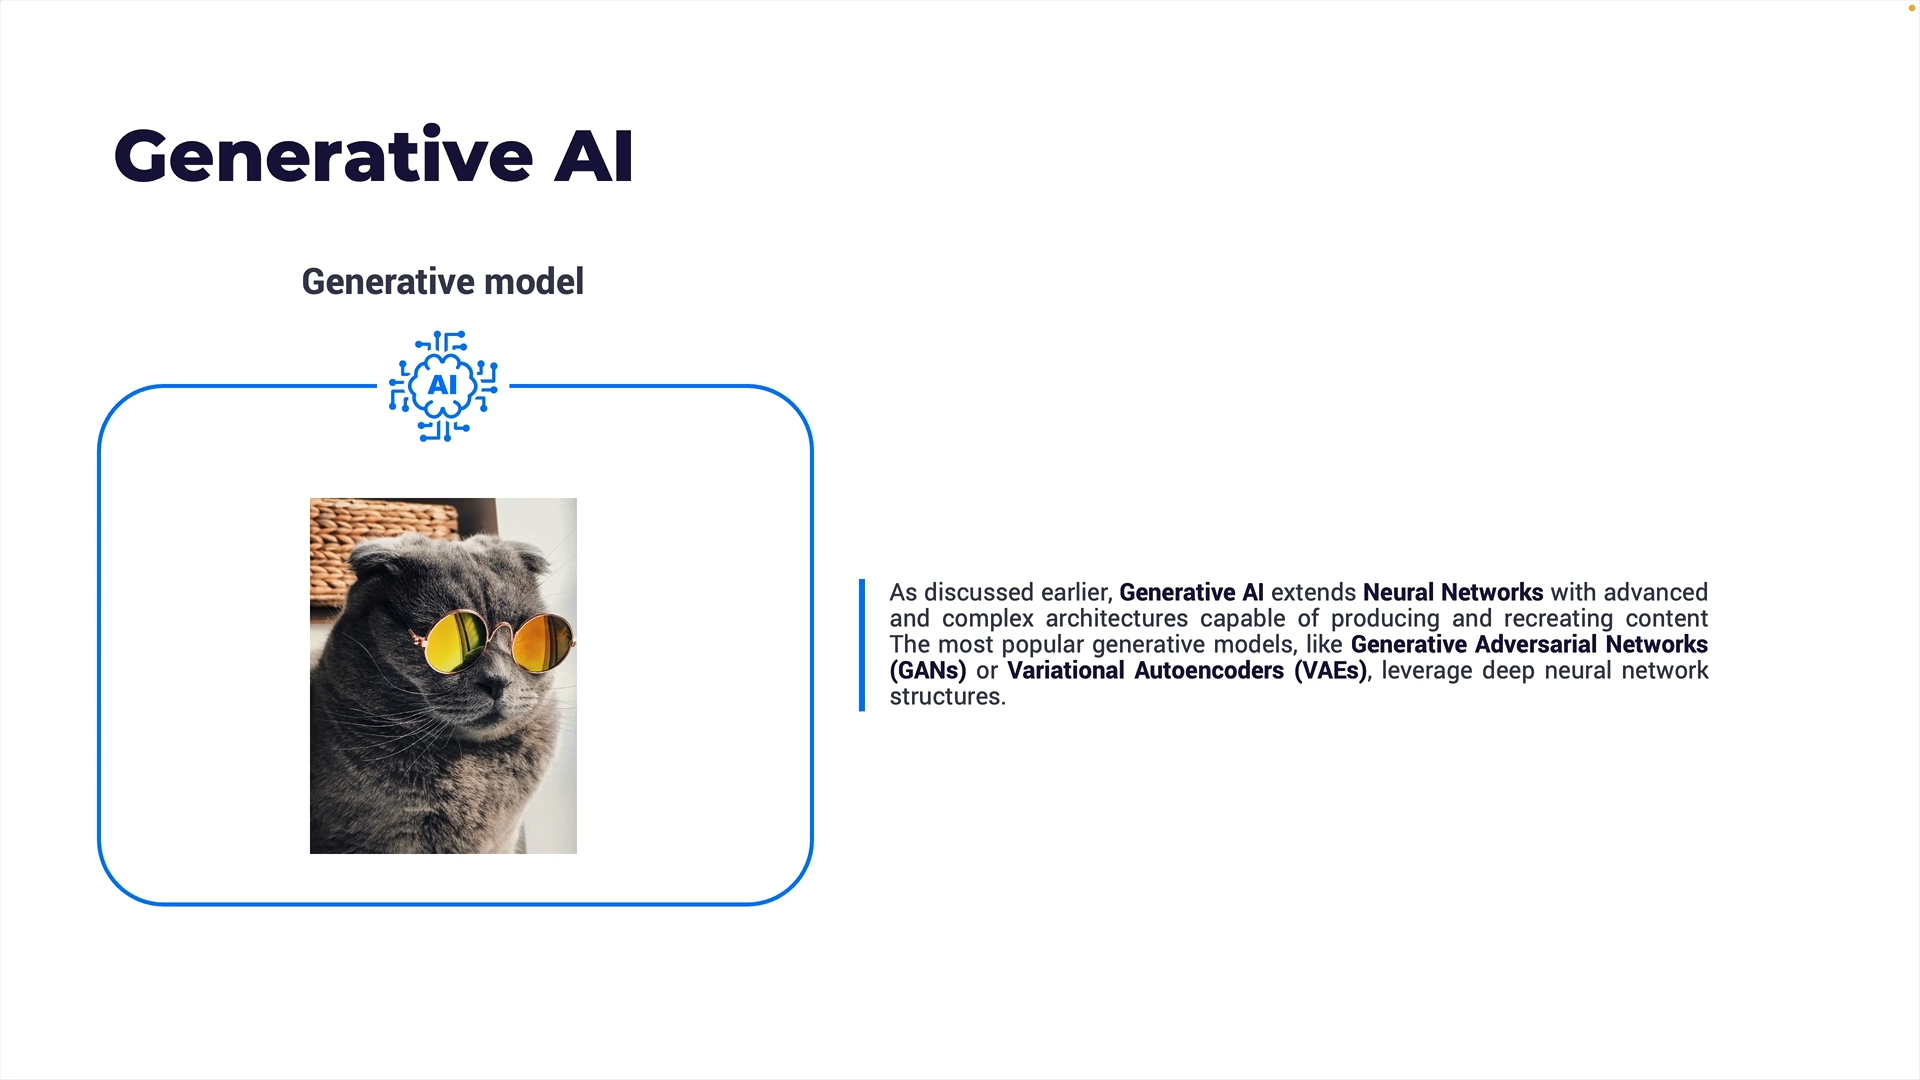 Generative AI
Generative model
AI
As discussed earlier, Generative AI extends Neural Networks with advanced
and complex architectures capable of producing and recreating content
The most popular generative models, like Generative Adversarial Networks
(GANs) or Variational Autoencoders (VAEs), leverage deep neural network
structures.